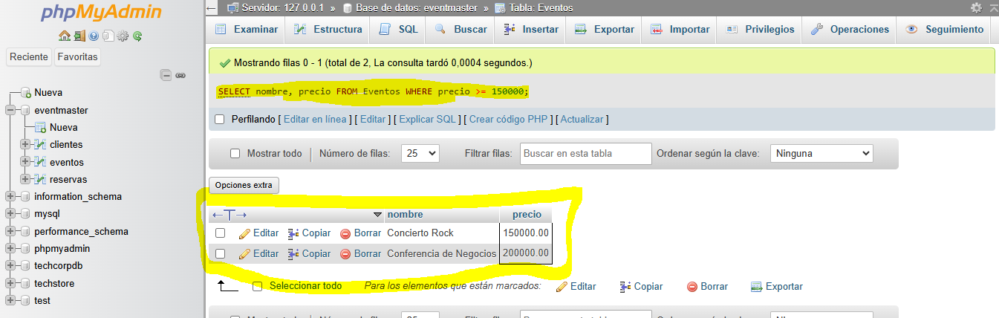 phpMyAdmin
Reciente Favoritas
Nueva
eventmaster
Nueva
clientes
eventos
reservas
information_schema
mysql
performance_schema
phpmyadmin
techcorpdb
techstore
test
Servidor: 127.0.0.1 » Base de datos: eventmaster » Tabla: Eventos
Examinar Estructura SQL Buscar Insertar Exportar Importar Privilegios Operaciones Seguimiento
Mostrando filas 0 - 1 (total de 2, La consulta tardó 0,0004 segundos.)
SELECT nombre, precio FROM Eventos WHERE precio >= 150000;
Perfilando [ Editar en línea ] [ Editar ] [ Explicar SQL ] [ Crear código PHP ] [ Actualizar ]
Mostrar todo Número de filas: 25 Filtrar filas: Buscar en esta tabla Ordenar según la clave: Ninguna
Opciones extra
nombre precio
Editar Copiar Borrar Concierto Rock 150000.00
Editar Copiar Borrar Conferencia de Negocios 200000.00
Seleccionar todo Para los elementos que están marcados: Editar Copiar Borrar Exportar